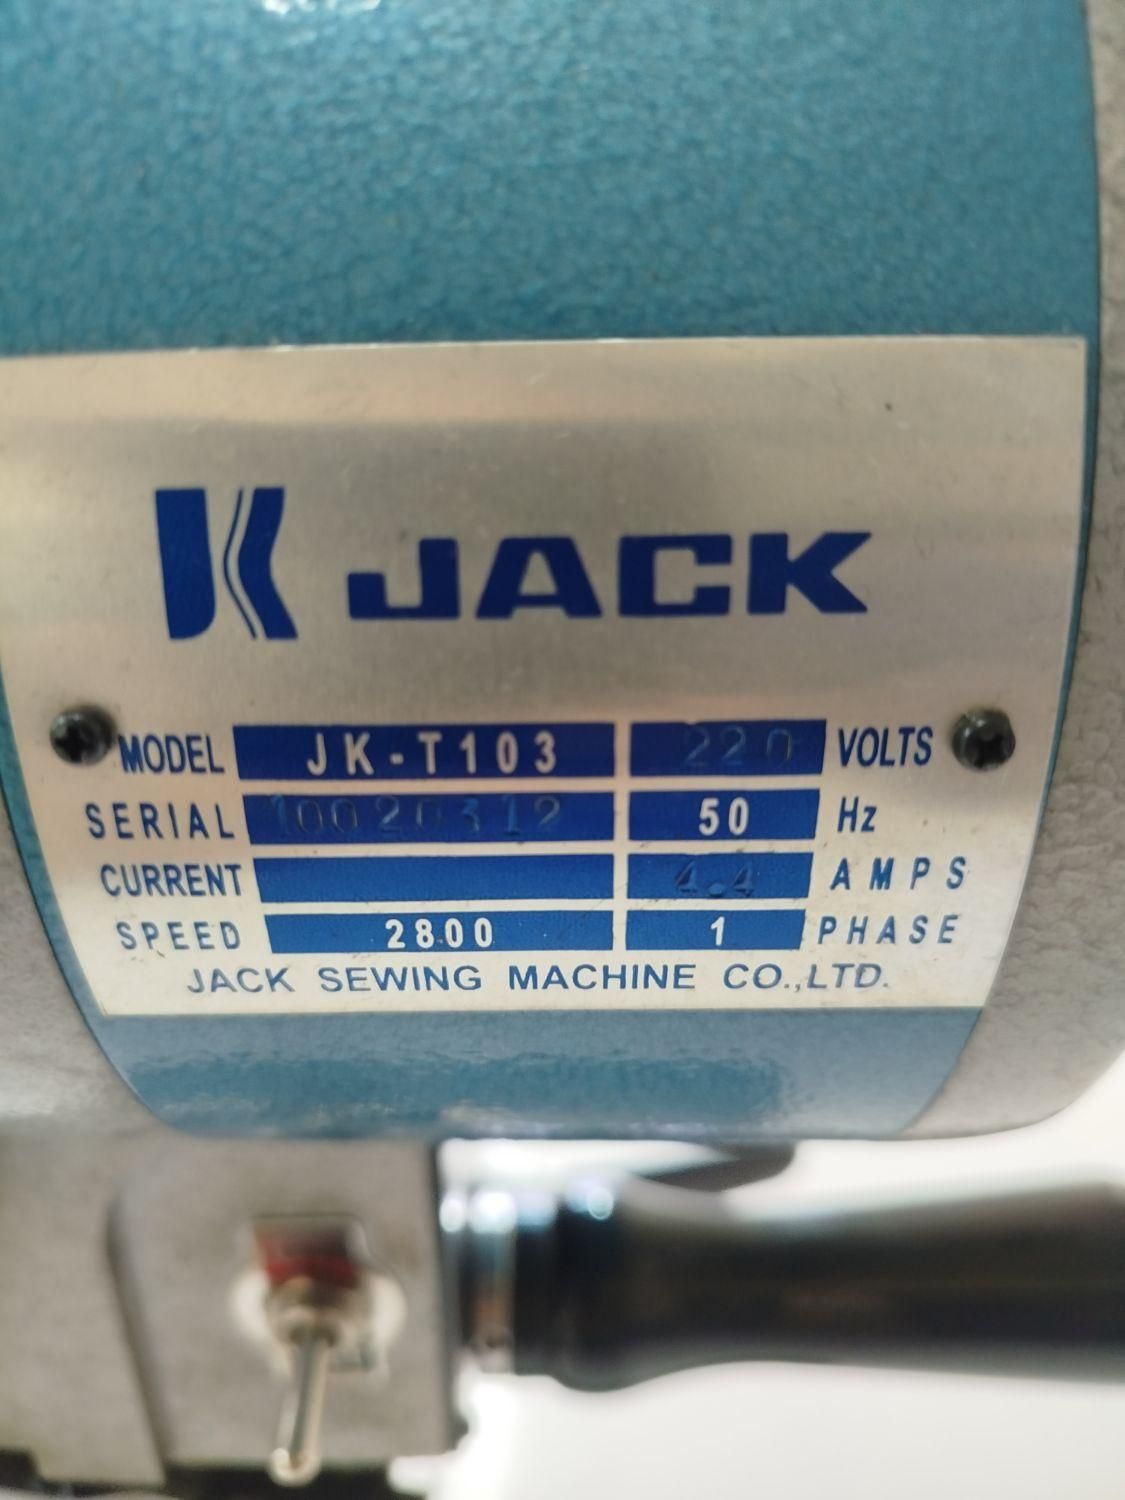 JACK
MODEL JK-T103 220 VOLTS
SERIAL 10020312 50 Hz
CURRENT 4.4 AMPS
SPEED 2800 1 PHASE
JACK SEWING MACHINE CO.,LTD.